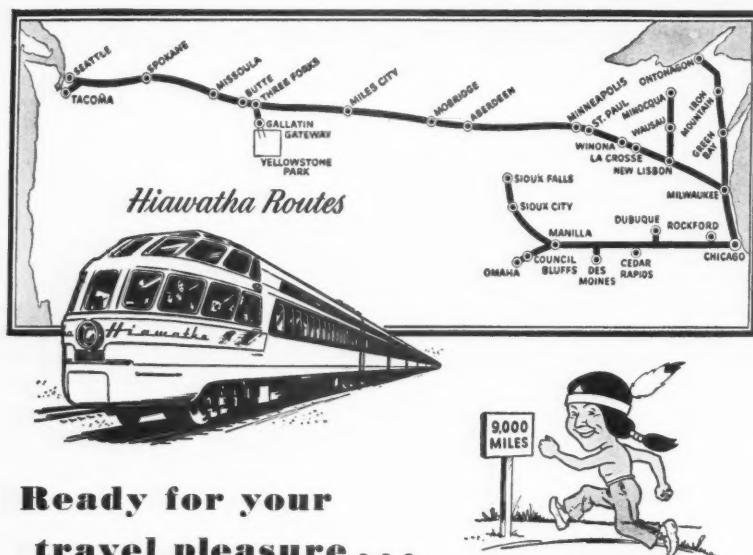 SEATTLE
TACOMA
SPOKANE
MISSOULA
BUTTE
THREE FORKS
GALLATIN
GATEWAY
YELLOWSTONE
PARK
MILES CITY
MOBRIDGE
ABERDEEN
MINNEAPOLIS
ST. PAUL
WINONA
LA CROSSE
NEW LISBON
WAUSAU
MINOCQUA
ONTONAGON
IRON
MOUNTAIN
GREEN
BAY
MILWAUKEE
CHICAGO
ROCKFORD
DUBUQUE
CEDAR
RAPIDS
DES
MOINES
MANILLA
COUNCIL
BLUFFS
OMAHA
SIOUX CITY
SIOUX FALLS
Hiawatha Routes
Hiawatha
9,000
MILES
Ready for your
travel pleasure...